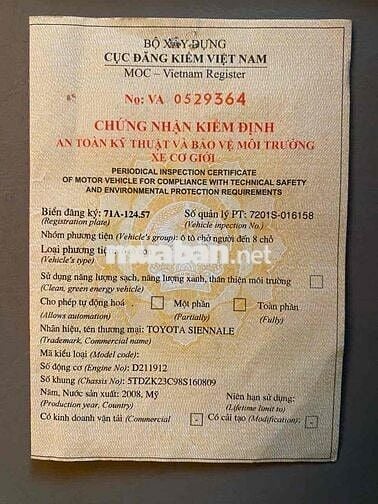 BỘ XÂY DỰNG
CỤC ĐĂNG KIỂM VIỆT NAM
MOC – Vietnam Register
No: VA 0529364
CHỨNG NHẬN KIỂM ĐỊNH
AN TOÀN KỸ THUẬT VÀ BẢO VỆ MÔI TRƯỜNG
XE CƠ GIỚI
PERIODICAL INSPECTION CERTIFICATE
OF MOTOR VEHICLE FOR COMPLIANCE WITH TECHNICAL SAFETY
AND ENVIRONMENTAL PROTECTION REQUIREMENTS
Biển đăng ký: 71A-124.57 Số quản lý PT: 7201S-016158
(Registration plate) (Vehicle inpection No.)
Nhóm phương tiện (Vehicle's group): ô tô chở người đến 8 chỗ
Loại phương tiện
(Vehicle's type)
muaban.net
Sử dụng năng lượng sạch, năng lượng xanh, thân thiện môi trường
(Clean, green energy vehicle)
Cho phép tự động hoá Một phần Toàn phần
(Allows automation) (Partially) (Fully)
Nhãn hiệu, tên thương mại: TOYOTA SIENNALE
(Trademark, Commercial name)
Mã kiểu loại (Model code):
Số động cơ (Engine No): D211912
Số khung (Chassis No): 5TDZK23C98S160809
Năm, Nước sản xuất: 2008, Mỹ Niên hạn sử dụng:
(Production year, Country) (Lifetime limit to)
Có kinh doanh vận tải (Commercial - Có cải tạo (Modification): -